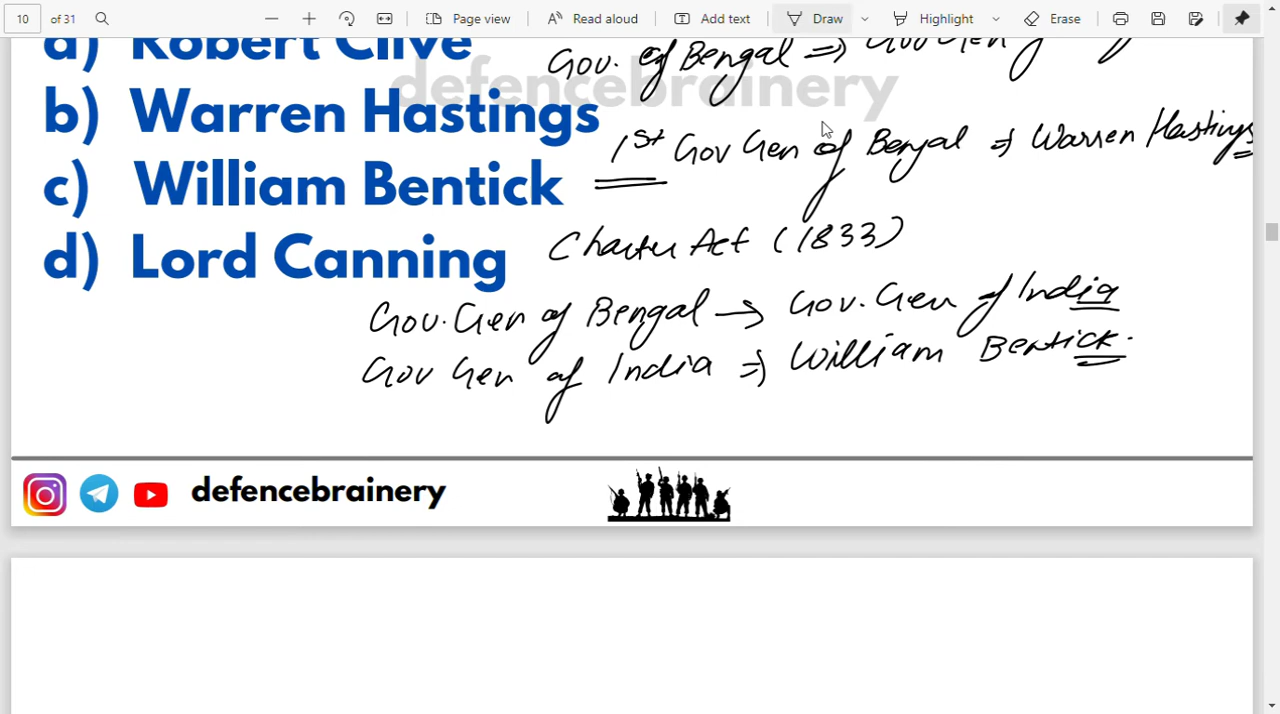 10 of 31 Page view Read aloud Add text Draw Highlight Erase
a) Robert Clive
Gov. of Bengal => Gov Gen
defencebrainery
b) Warren Hastings
1st Gov Gen of Bengal => Warren Hastings
c) William Bentick
Charter Act (1833)
d) Lord Canning
Gov. Gen of Bengal → Gov. Gen of India
Gov Gen of India => William Bentick.
defencebrainery